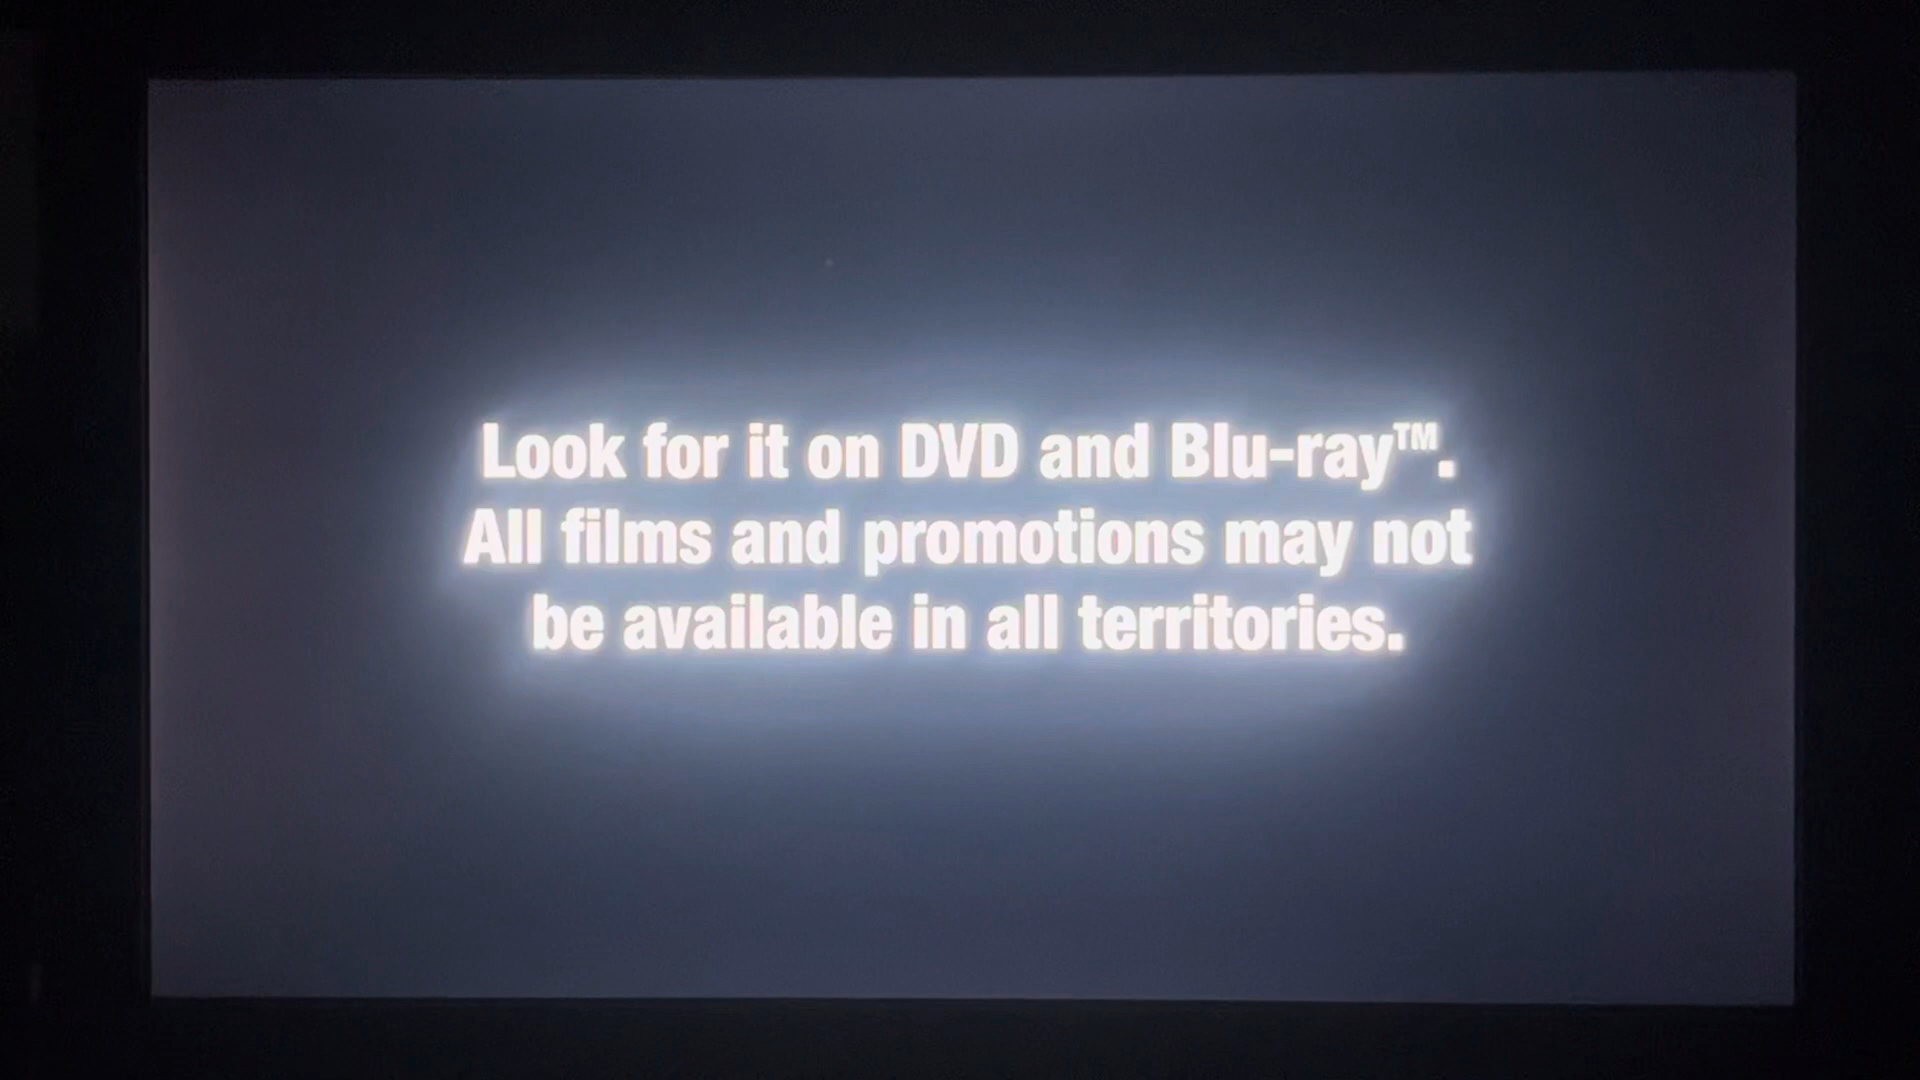 Look for it on DVD and Blu-ray™.
All films and promotions may not
be available in all territories.